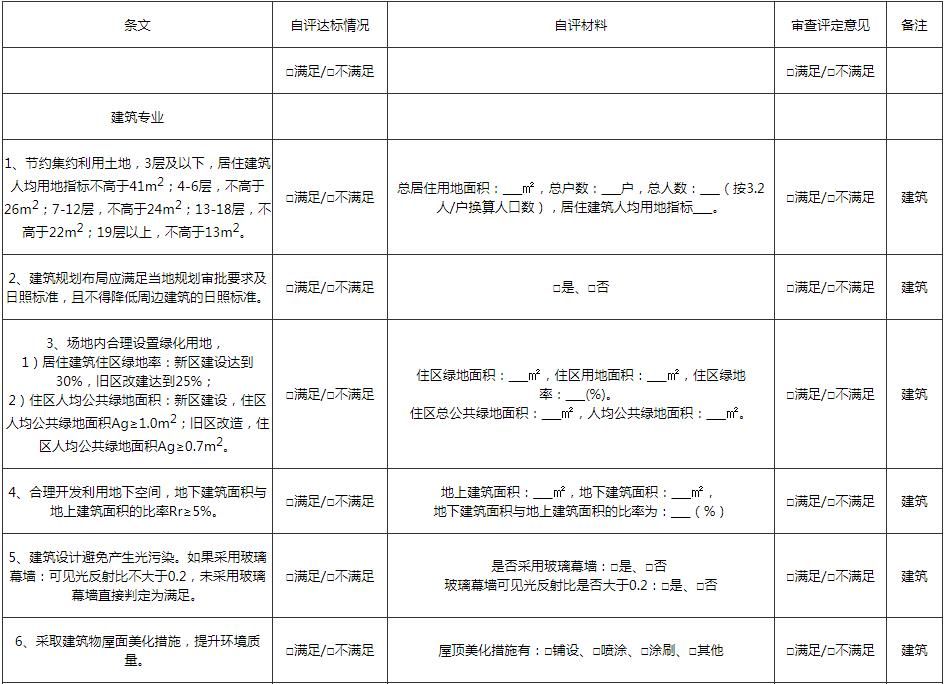 条文
自评达标情况
自评材料
审查评定意见
备注
□满足/□不满足
□满足/□不满足
建筑专业
1、节约集约利用土地，3层及以下，居住建筑
人均用地指标不高于41m²；4-6层，不高于
26m²；7-12层，不高于24m²；13-18层，不
高于22m²；19层以上，不高于13m²。
□满足/□不满足
总居住用地面积：___㎡，总户数：___户，总人数：___（按3.2
人/户换算人口数），居住建筑人均用地指标___。
□满足/□不满足
建筑
2、建筑规划布局应满足当地规划审批要求及
日照标准，且不得降低周边建筑的日照标准。
□满足/□不满足
□是、□否
□满足/□不满足
建筑
3、场地内合理设置绿化用地，
1）居住建筑住区绿地率：新区建设达到
30%，旧区改建达到25%；
2）住区人均公共绿地面积：新区建设，住区
人均公共绿地面积Ag≥1.0m²；旧区改造，住
区人均公共绿地面积Ag≥0.7m²。
□满足/□不满足
住区绿地面积：___㎡，住区用地面积：___㎡，住区绿地
率：___(%)。
住区总公共绿地面积：___㎡，人均公共绿地面积：___㎡。
□满足/□不满足
建筑
4、合理开发利用地下空间，地下建筑面积与
地上建筑面积的比率Rr≥5%。
□满足/□不满足
地上建筑面积：___㎡，地下建筑面积：___㎡，
地下建筑面积与地上建筑面积的比率为：___（%）
□满足/□不满足
建筑
5、建筑设计避免产生光污染。如果采用玻璃
幕墙：可见光反射比不大于0.2，未采用玻璃
幕墙直接判定为满足。
□满足/□不满足
是否采用玻璃幕墙：□是、□否
玻璃幕墙可见光反射比是否大于0.2：□是、□否
□满足/□不满足
建筑
6、采取建筑物屋面美化措施，提升环境质
量。
□满足/□不满足
屋顶美化措施有：□铺设、□喷涂、□涂刷、□其他
□满足/□不满足
建筑